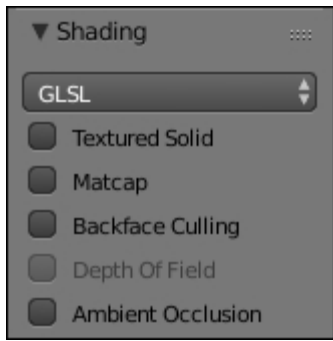 Shading
GLSL
Textured Solid
Matcap
Backface Culling
Depth Of Field
Ambient Occlusion